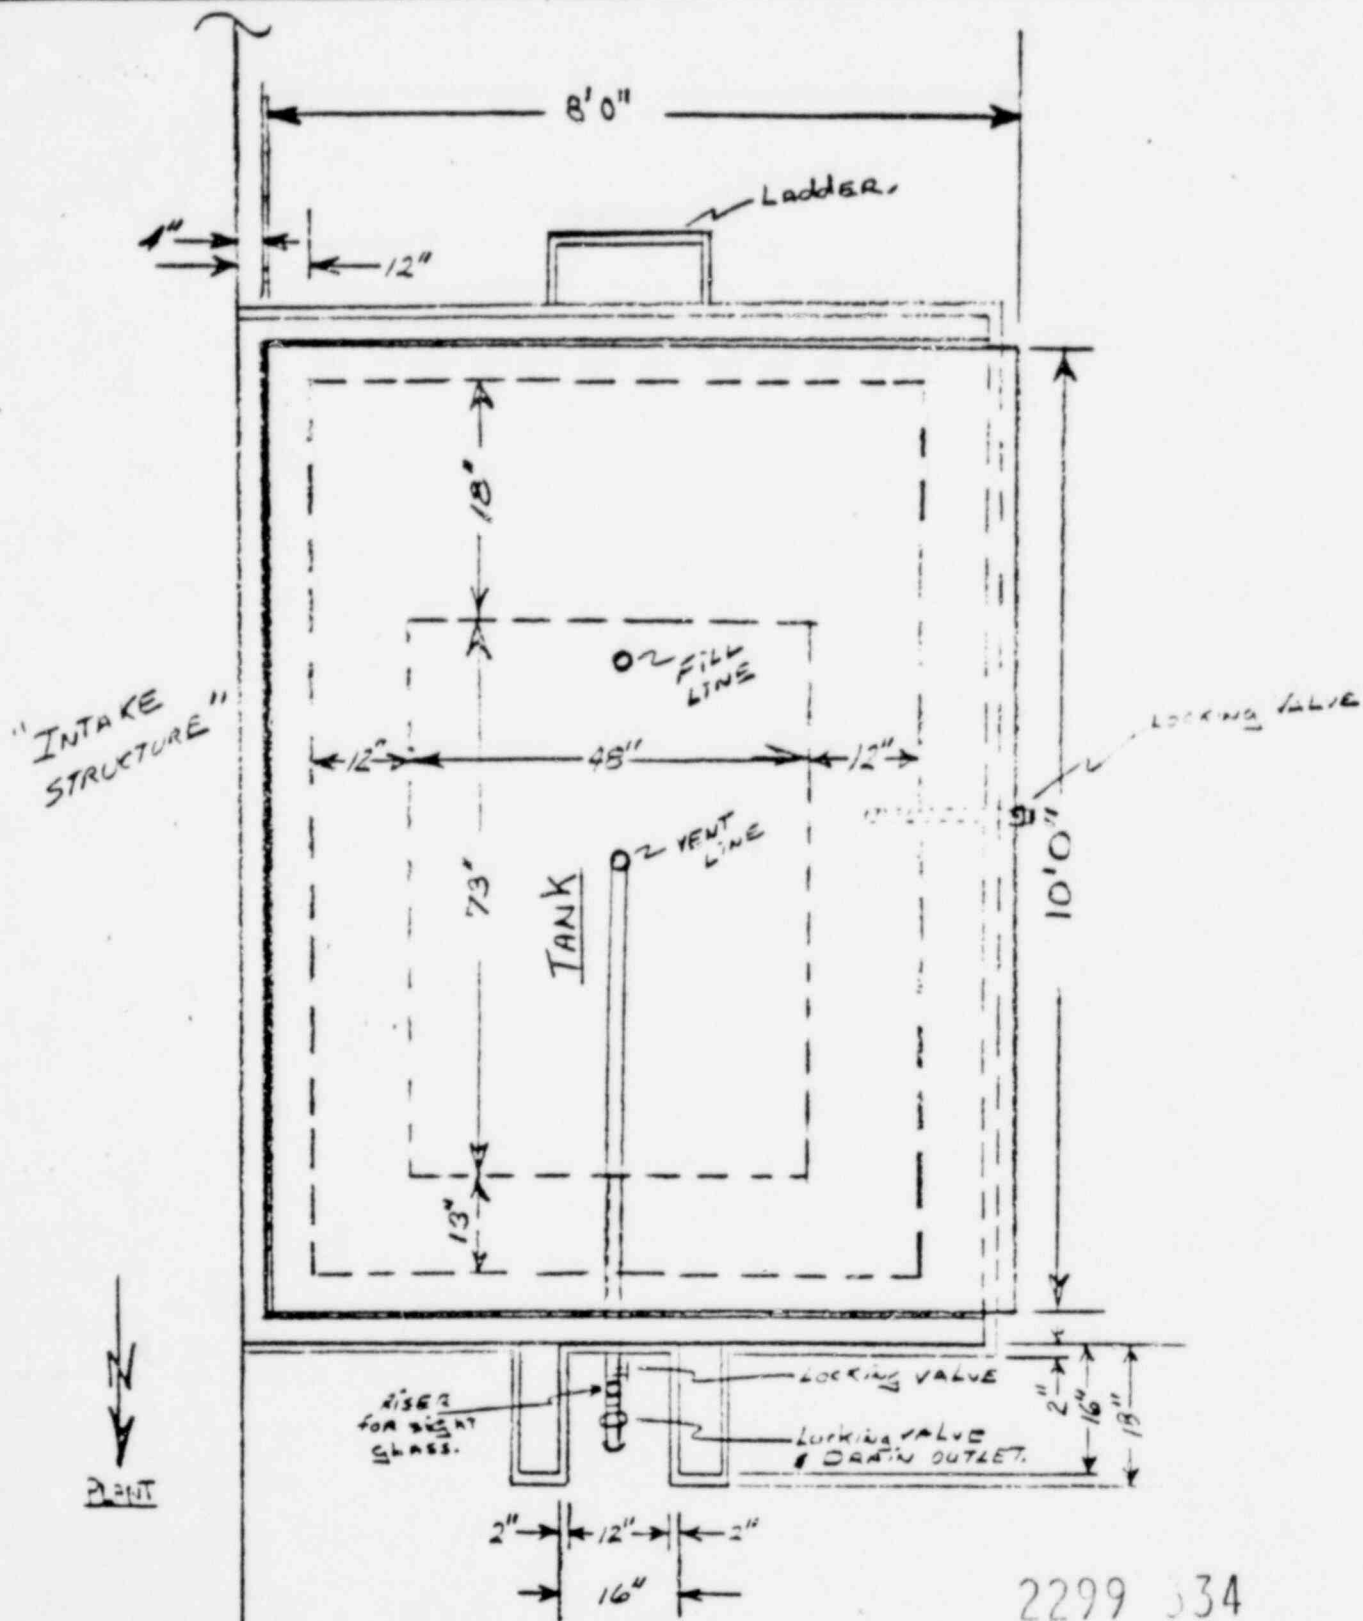 8'0"
LADDER.
4"
12"
18"
FILL
LINE
"INTAKE
STRUCTURE"
LOCKING VALVE
12"
48"
12"
VENT
LINE
73"
TANK
10'0"
13"
LOCKING VALVE
RISER
FOR SIGHT
GLASS.
LOCKING VALVE
& DRAIN OUTLET.
2"
16"
18"
PLANT
2"
12"
2"
16"
2299 34